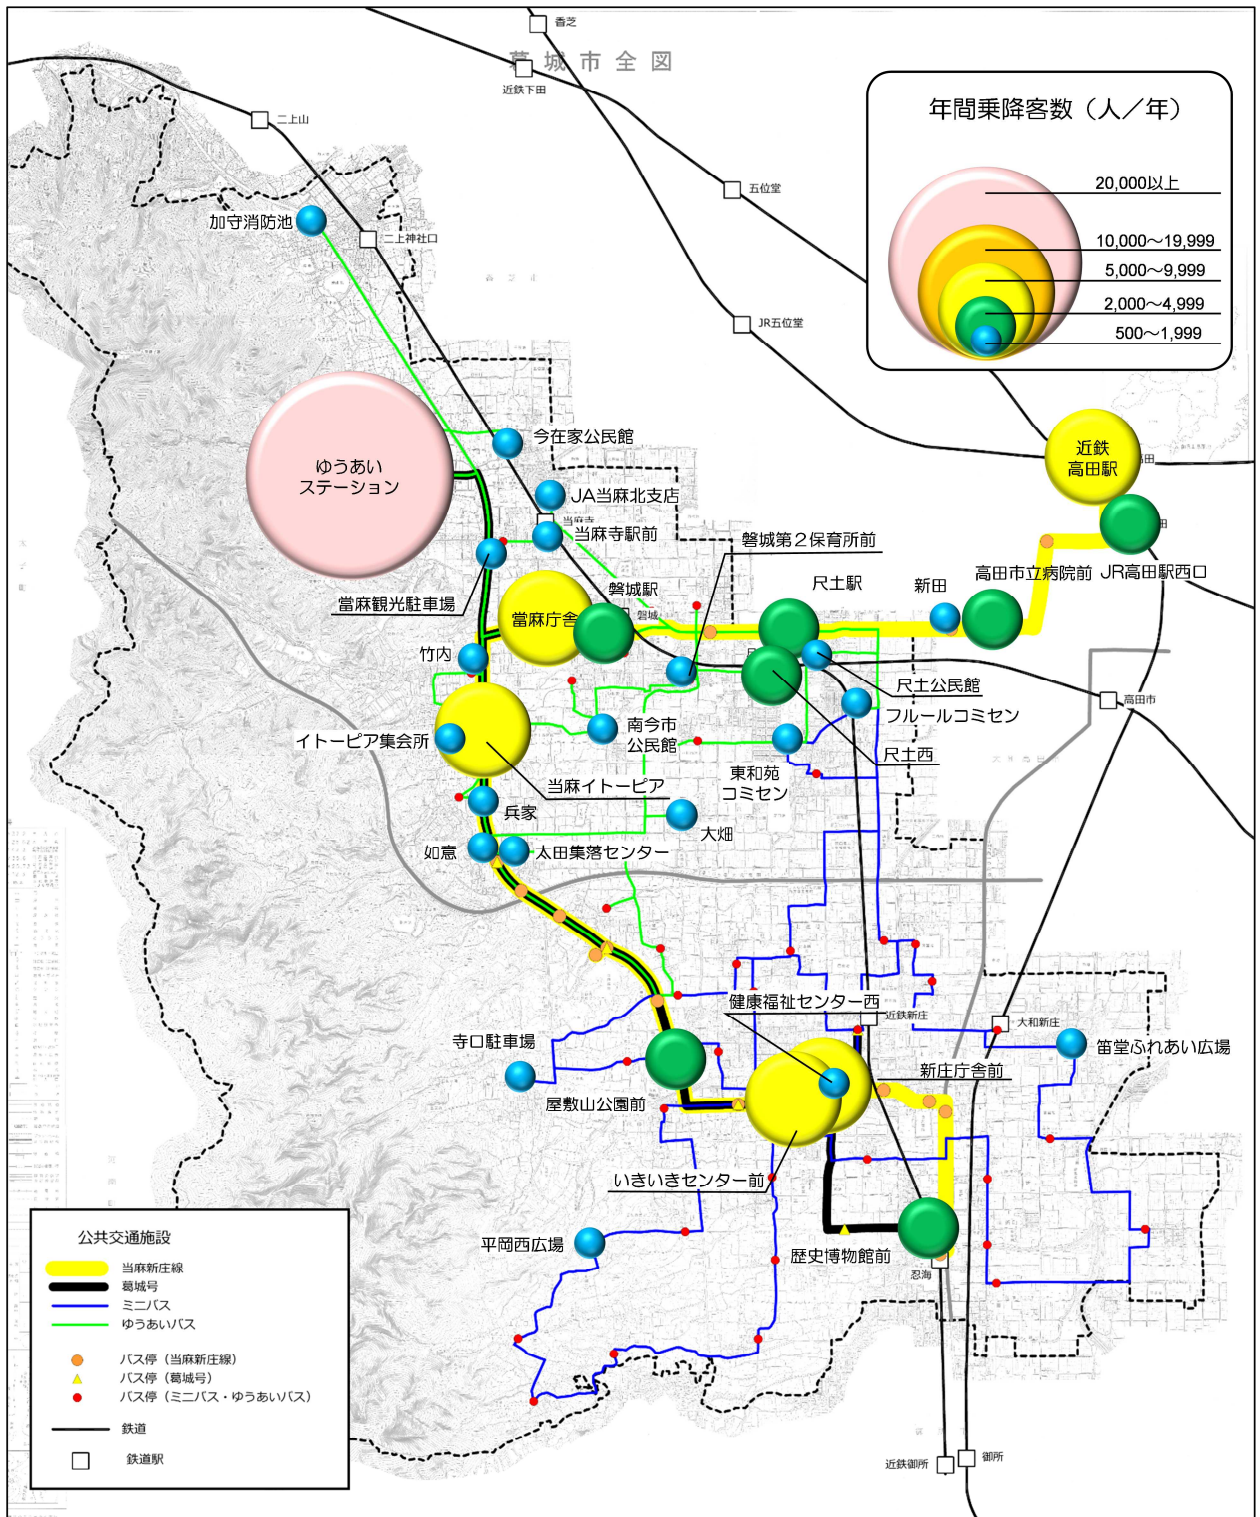 香芝
葛城市全図
近鉄下田
二上山
年間乗降客数（人／年）
20,000以上
10,000～19,999
5,000～9,999
2,000～4,999
500～1,999
五位堂
加守消防池
二上神社口
JR五位堂
今在家公民館
近鉄
高田駅
高田
ゆうあい
ステーション
JA当麻北支店
当麻寺
当麻寺駅前
磐城第２保育所前
田
高田市立病院前
JR高田駅西口
尺土駅
新田
磐城駅
當麻観光駐車場
當麻庁舎
磐城
竹内
尺土公民館
高田市
フルールコミセン
イトーピア集会所
南今市
公民館
尺土西
東和苑
コミセン
当麻イトーピア
兵家
大畑
如意
太田集落センター
健康福祉センター西
近鉄新庄
大和新庄
寺口駐車場
笛堂ふれあい広場
新庄庁舎前
屋敷山公園前
いきいきセンター前
平岡西広場
歴史博物館前
忍海
公共交通施設
当麻新庄線
葛城号
ミニバス
ゆうあいバス
バス停（当麻新庄線）
バス停（葛城号）
バス停（ミニバス・ゆうあいバス）
鉄道
鉄道駅
近鉄御所
御所